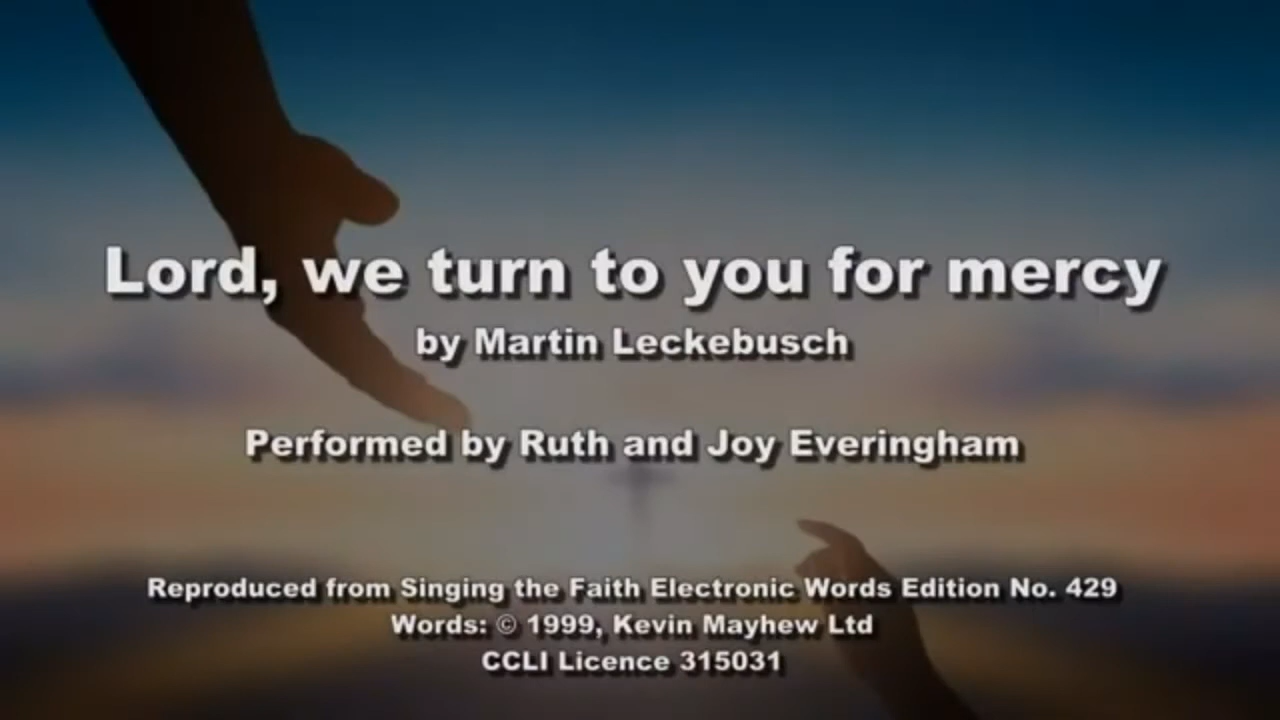 Lord, we turn to you for mercy
by Martin Leckebusch
Performed by Ruth and Joy Everingham
Reproduced from Singing the Faith Electronic Words Edition No. 429
Words: © 1999, Kevin Mayhew Ltd
CCLI Licence 315031